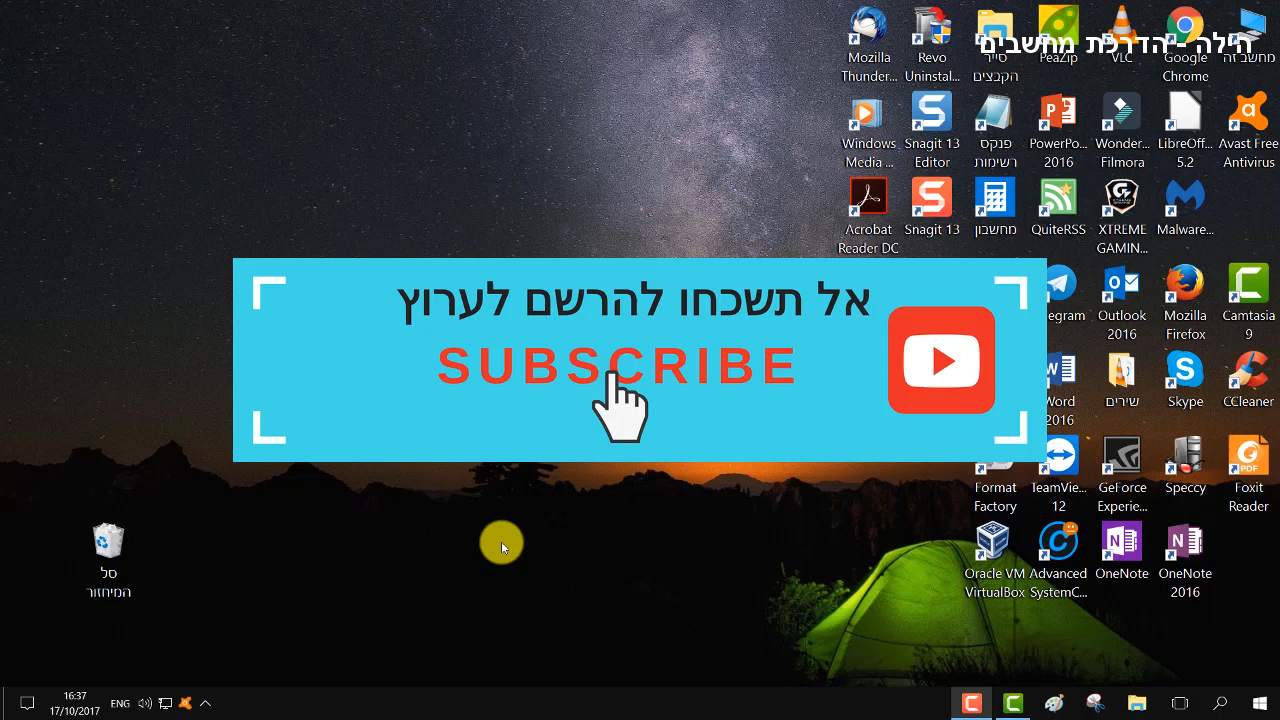 הילה - הדרכת מחשבים
מחשב זה
Google
Chrome
VLC
PeaZip
סייר
הקבצים
Revo
Uninstal...
Mozilla
Thunder...
Avast Free
Antivirus
LibreOff...
5.2
Wonder...
Filmora
PowerPo...
2016
פנקס
רשימות
Snagit 13
Editor
Windows
Media ...
Malware...
XTREME
GAMIN...
QuiteRSS
מחשבון
Snagit 13
Acrobat
Reader DC
אל תשכחו להרשם לערוץ
SUBSCRIBE
Camtasia
9
Mozilla
Firefox
Outlook
2016
egram
CCleaner
Skype
שירים
Word
2016
Foxit
Reader
Speccy
GeForce
Experie...
TeamVie...
12
Format
Factory
OneNote
2016
OneNote
Advanced
SystemC...
Oracle VM
VirtualBox
סל
המיחזור
16:37
17/10/2017
ENG